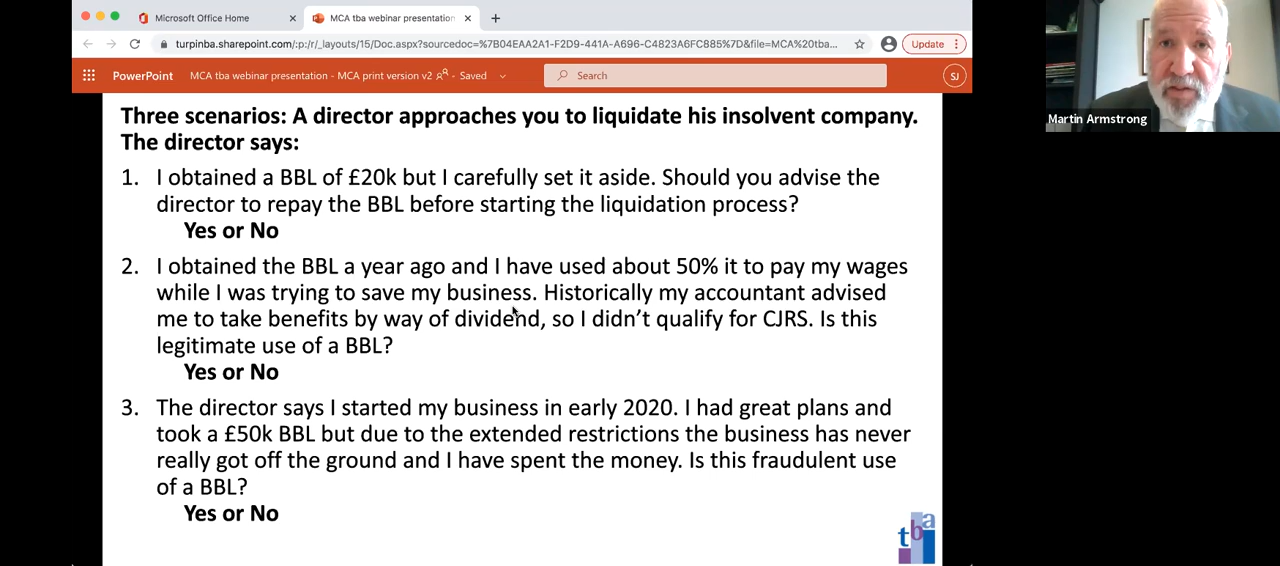 Microsoft Office Home
MCA tba webinar presentation
turpinba.sharepoint.com/:p:/r/_layouts/15/Doc.aspx?sourcedoc=%7B04EAA2A1-F2D9-441A-A696-C4823A6FC885%7D&file=MCA%20tba...
Update
PowerPoint
MCA tba webinar presentation - MCA print version v2 - Saved
Search
SJ
Martin Armstrong
Three scenarios: A director approaches you to liquidate his insolvent company.
The director says:
1. I obtained a BBL of £20k but I carefully set it aside. Should you advise the
director to repay the BBL before starting the liquidation process?
Yes or No
2. I obtained the BBL a year ago and I have used about 50% it to pay my wages
while I was trying to save my business. Historically my accountant advised
me to take benefits by way of dividend, so I didn't qualify for CJRS. Is this
legitimate use of a BBL?
Yes or No
3. The director says I started my business in early 2020. I had great plans and
took a £50k BBL but due to the extended restrictions the business has never
really got off the ground and I have spent the money. Is this fraudulent use
of a BBL?
Yes or No
tba